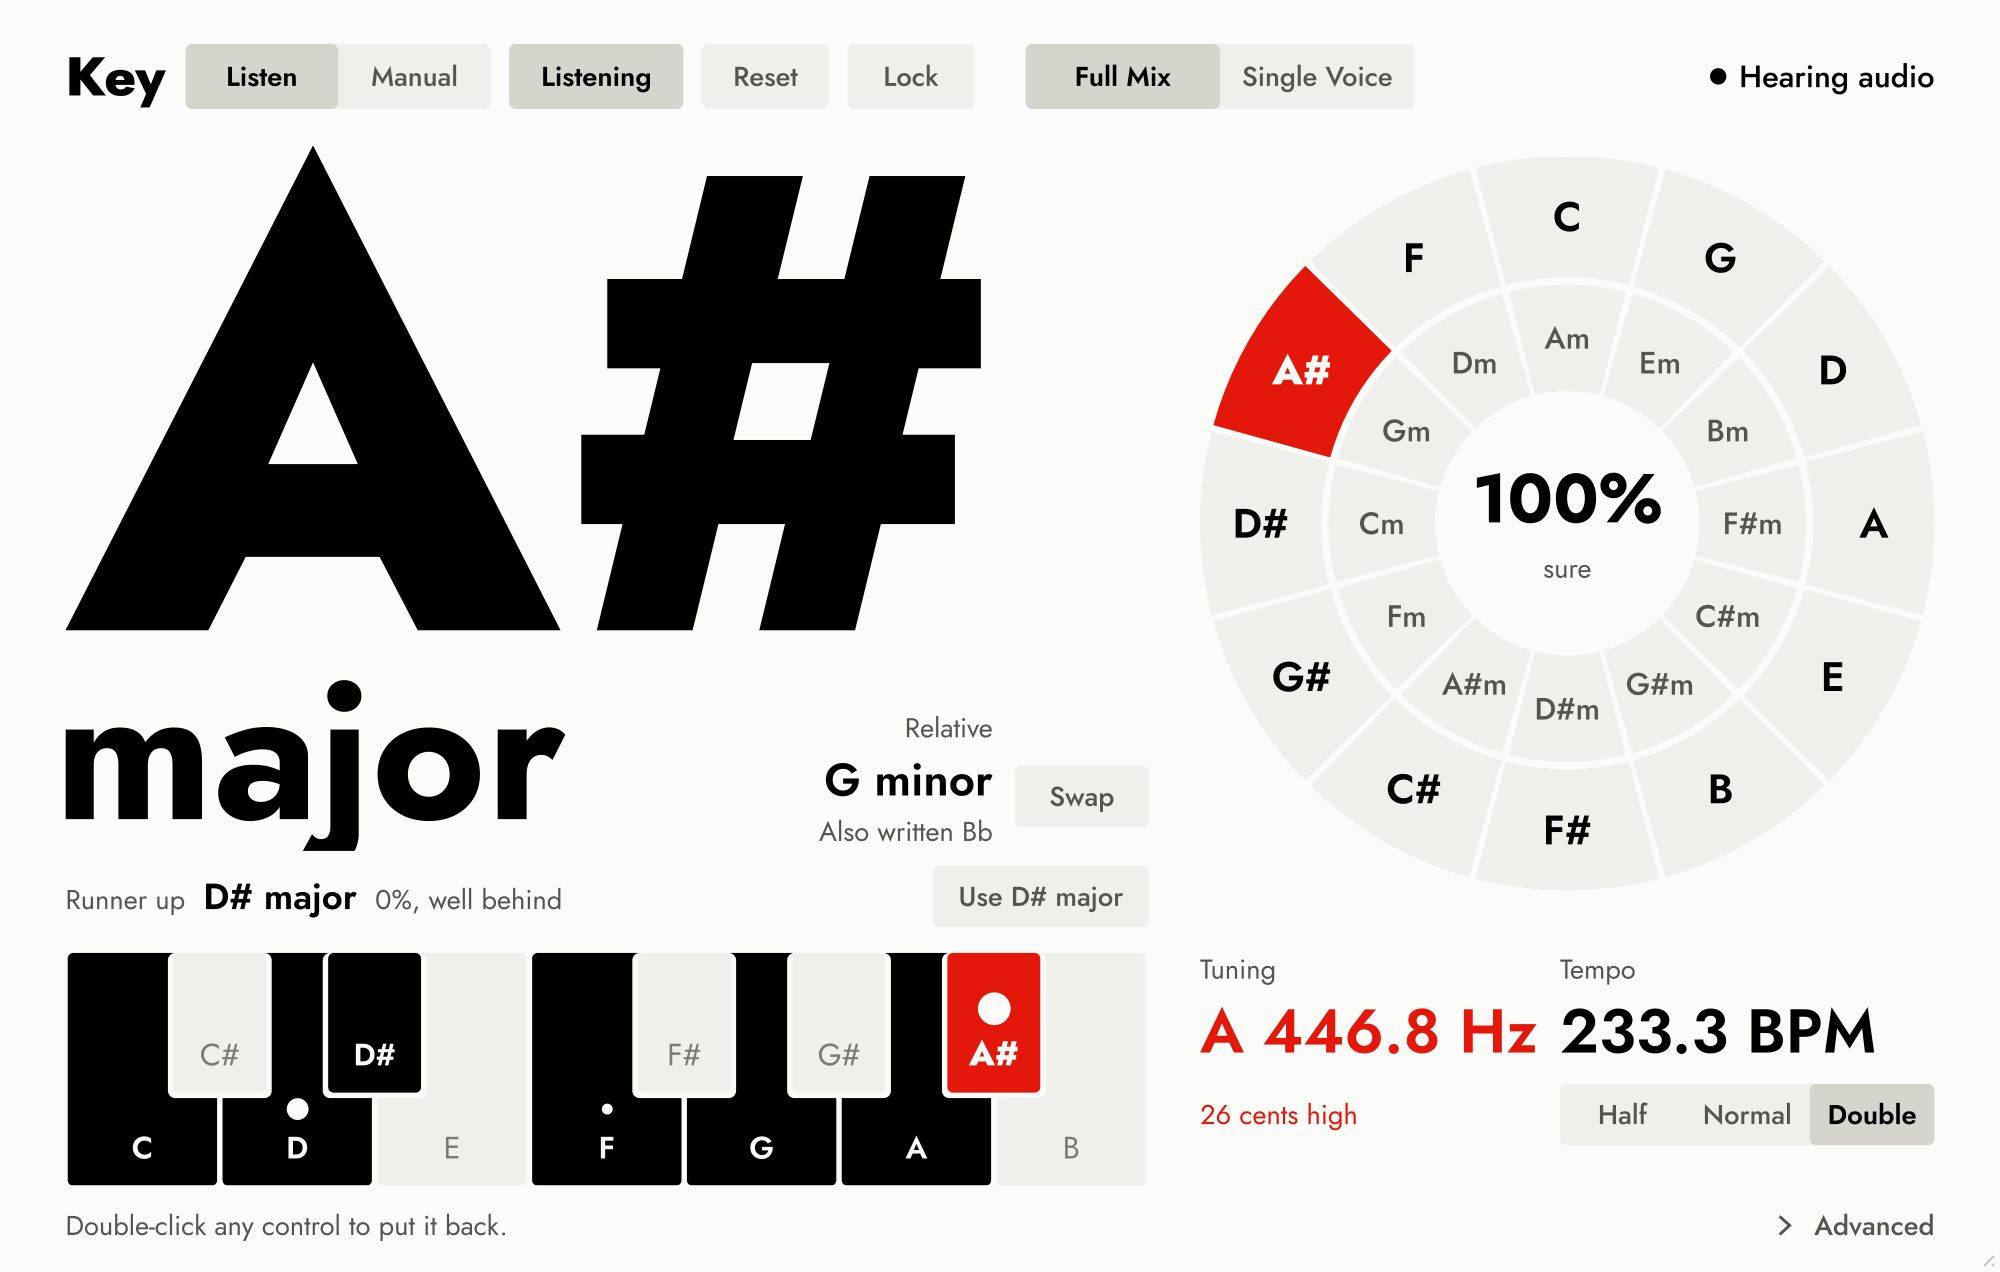 Key
Listen
Manual
Listening
Reset
Lock
Full Mix
Single Voice
Hearing audio
A#
major
Relative
G minor
Also written Bb
Swap
Runner up D# major 0%, well behind
Use D# major
C
G
D
A
E
B
F#
C#
G#
D#
A#
F
Am
Em
Bm
F#m
C#m
G#m
D#m
A#m
Fm
Cm
Gm
Dm
100%
sure
C#
D#
F#
G#
A#
C
D
E
F
G
A
B
Tuning
A 446.8 Hz
26 cents high
Tempo
233.3 BPM
Half
Normal
Double
Double-click any control to put it back.
Advanced